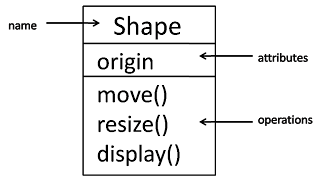 name
Shape
origin
attributes
move()
resize()
operations
display()